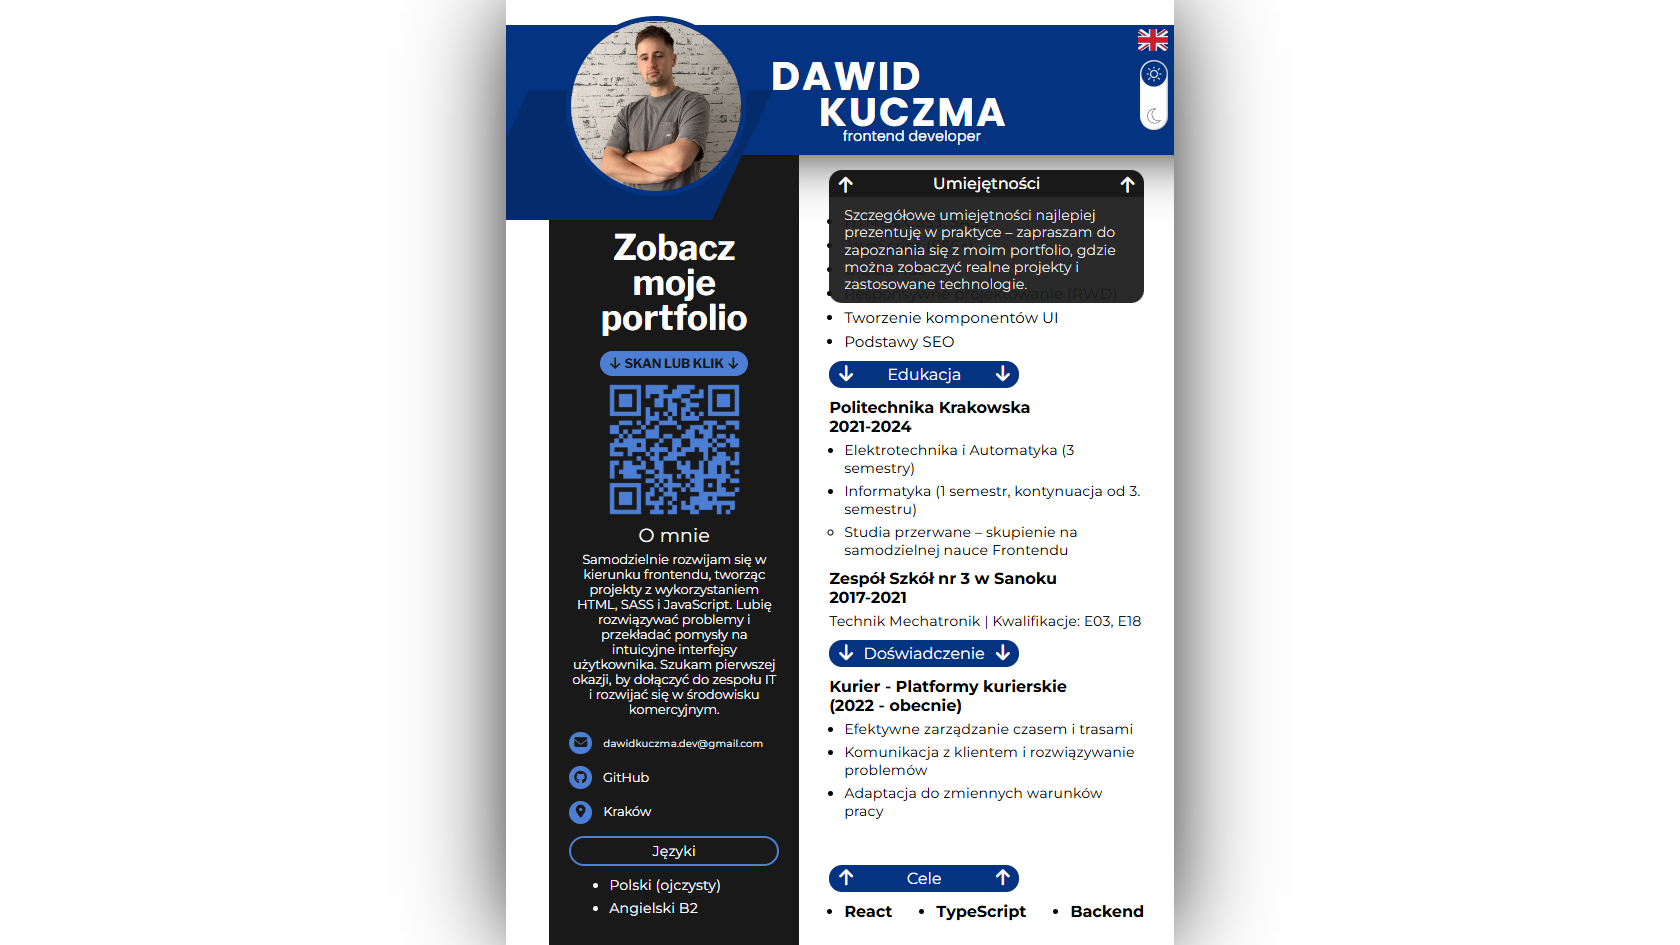 DAWID
KUCZMA
frontend developer
Zobacz
moje
portfolio
SKAN LUB KLIK
O mnie
Samodzielnie rozwijam się w
kierunku frontendu, tworząc
projekty z wykorzystaniem
HTML, SASS i JavaScript. Lubię
rozwiązywać problemy i
przekładać pomysły na
intuicyjne interfejsy
użytkownika. Szukam pierwszej
okazji, by dołączyć do zespołu IT
i rozwijać się w środowisku
komercyjnym.
dawidkuczma.dev@gmail.com
GitHub
Kraków
Języki
Polski (ojczysty)
Angielski B2
Umiejętności
Szczegółowe umiejętności najlepiej
prezentuję w praktyce – zapraszam do
zapoznania się z moim portfolio, gdzie
można zobaczyć realne projekty i
zastosowane technologie.
Responsywne projektowanie (RWD)
Tworzenie komponentów UI
Podstawy SEO
Edukacja
Politechnika Krakowska
2021-2024
Elektrotechnika i Automatyka (3
semestry)
Informatyka (1 semestr, kontynuacja od 3.
semestru)
Studia przerwane – skupienie na
samodzielnej nauce Frontendu
Zespół Szkół nr 3 w Sanoku
2017-2021
Technik Mechatronik | Kwalifikacje: E03, E18
Doświadczenie
Kurier - Platformy kurierskie
(2022 - obecnie)
Efektywne zarządzanie czasem i trasami
Komunikacja z klientem i rozwiązywanie
problemów
Adaptacja do zmiennych warunków
pracy
Cele
React
TypeScript
Backend